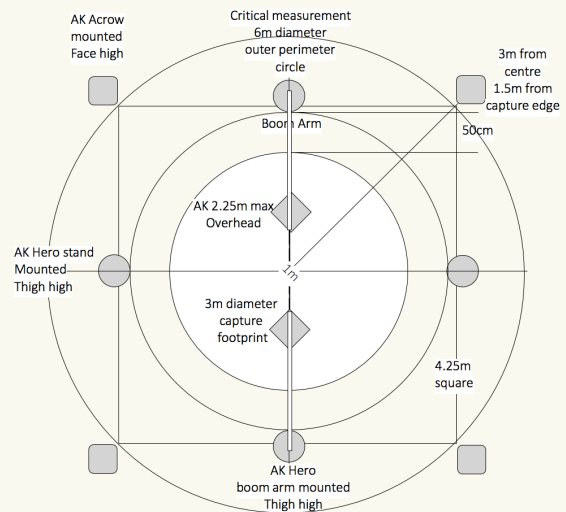 AK Acrow
mounted
Face high
Critical measurement
6m diameter
outer perimeter
circle
3m from
centre
1.5m from
capture edge
Boom Arm
50cm
AK 2.25m max
Overhead
AK Hero stand
Mounted
Thigh high
1m
3m diameter
capture
footprint
4.25m
square
AK Hero
boom arm mounted
Thigh high